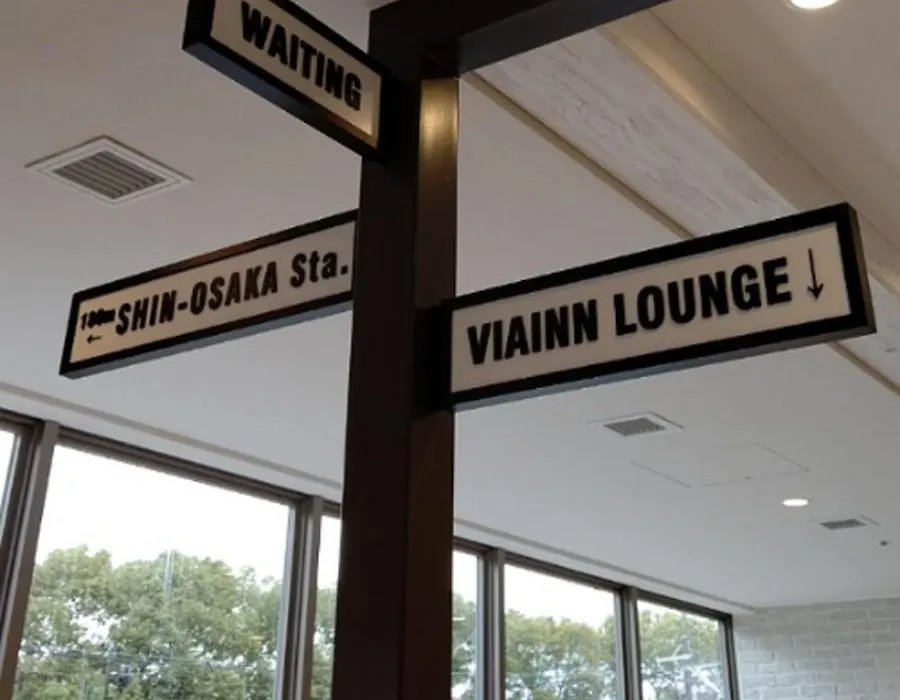 WAITING
100m SHIN-OSAKA Sta.
←
VIAINN LOUNGE ↓